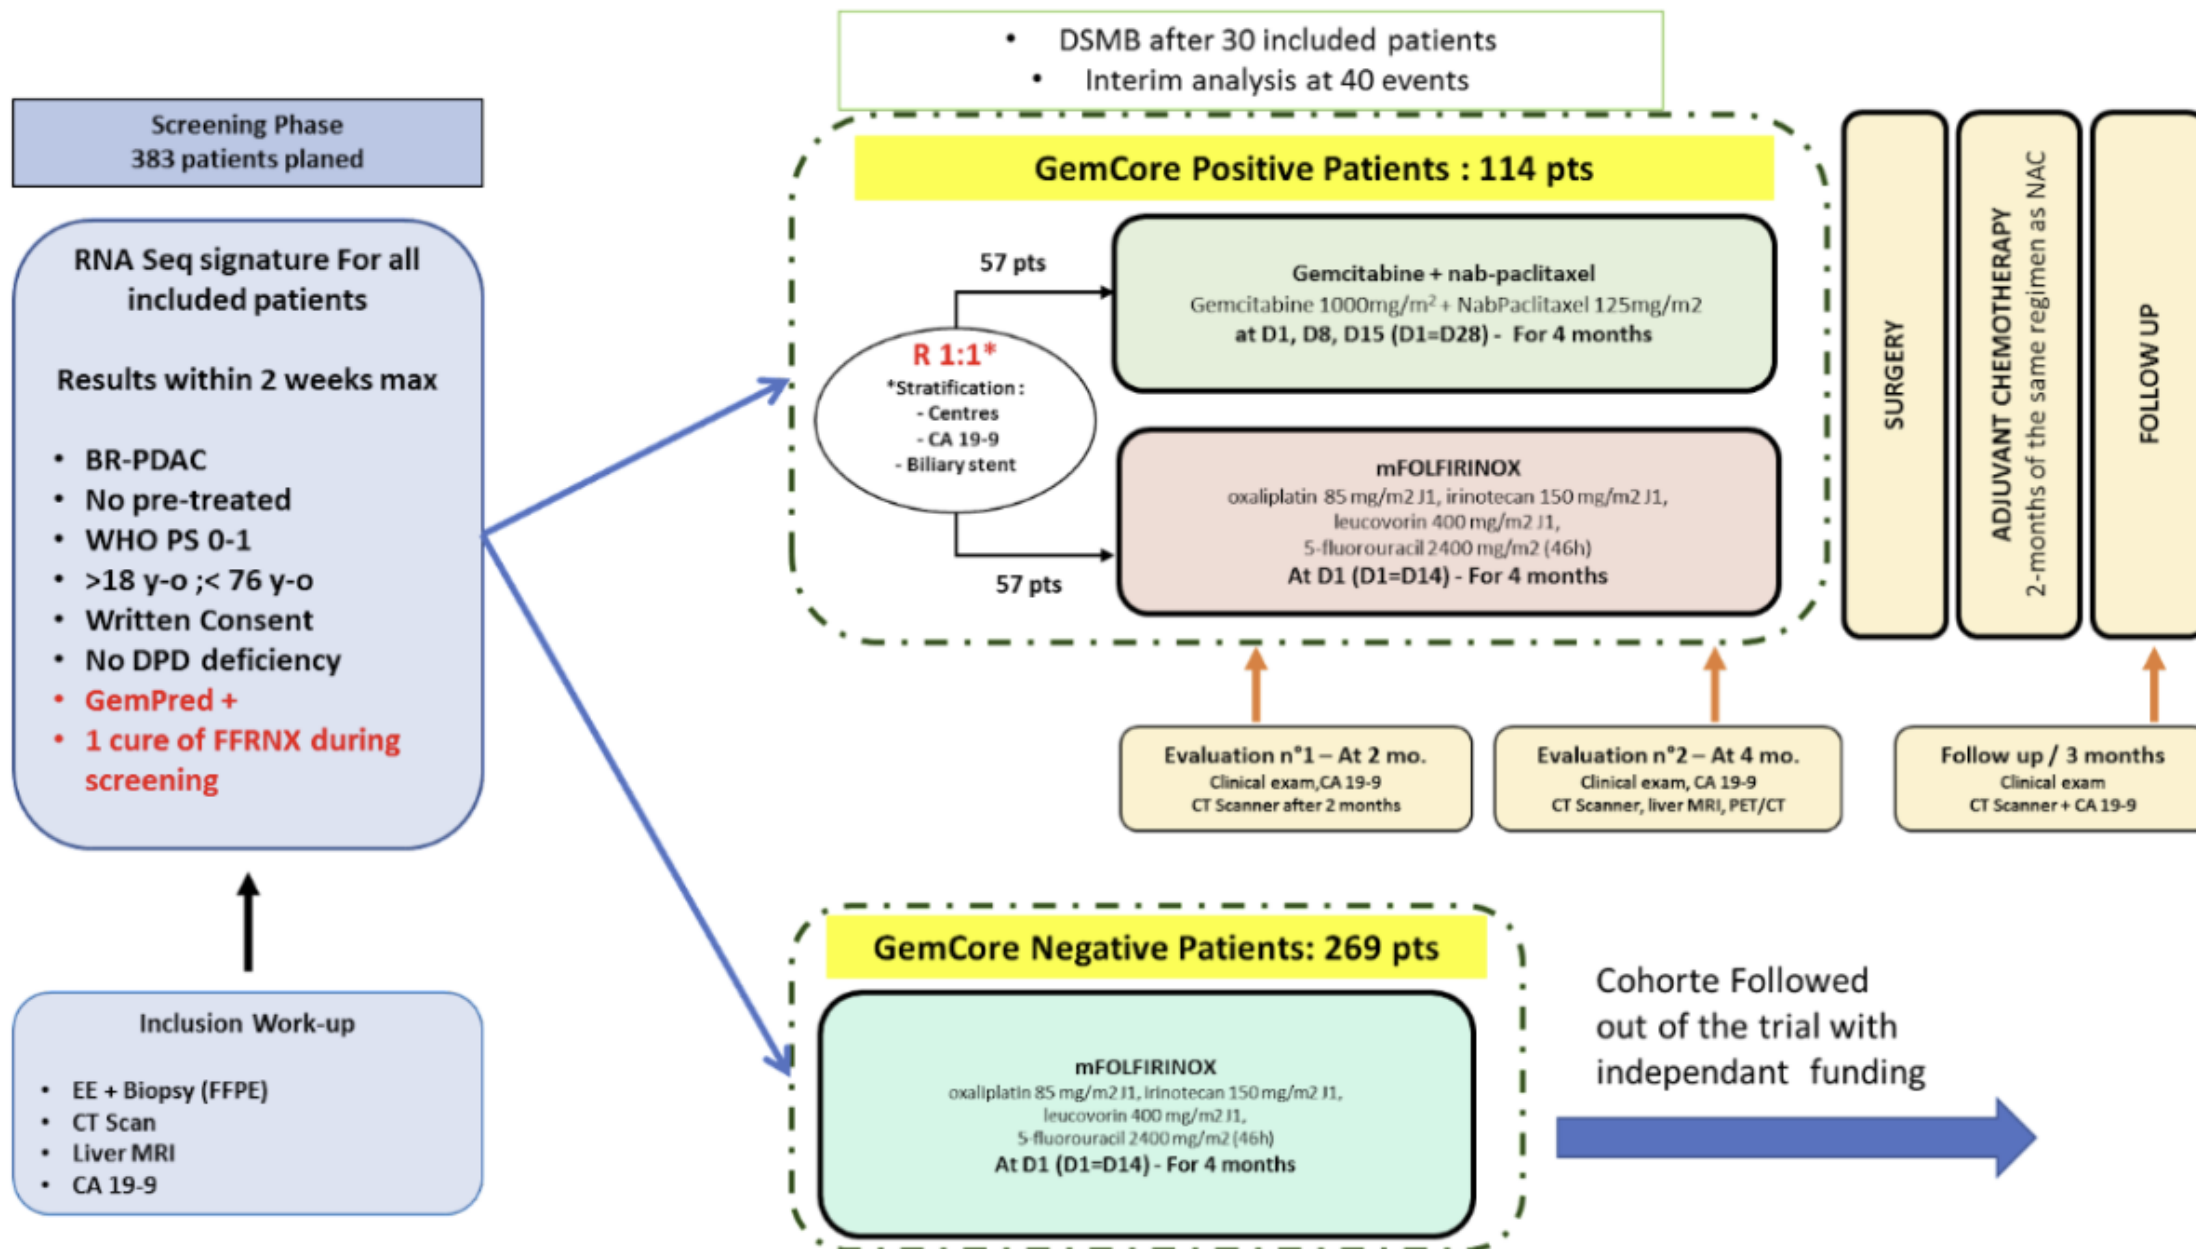 • DSMB after 30 included patients
• Interim analysis at 40 events
Screening Phase
383 patients planed
RNA Seq signature For all
included patients
Results within 2 weeks max
• BR-PDAC
• No pre-treated
• WHO PS 0-1
• >18 y-o ;< 76 y-o
• Written Consent
• No DPD deficiency
• GemPred +
• 1 cure of FFRNX during
screening
Inclusion Work-up
• EE + Biopsy (FFPE)
• CT Scan
• Liver MRI
• CA 19-9
GemCore Positive Patients : 114 pts
57 pts
R 1:1*
*Stratification :
- Centres
- CA 19-9
- Biliary stent
57 pts
Gemcitabine + nab-paclitaxel
Gemcitabine 1000mg/m² + NabPaclitaxel 125mg/m2
at D1, D8, D15 (D1=D28) - For 4 months
mFOLFIRINOX
oxaliplatin 85 mg/m2 J1, irinotecan 150 mg/m2 J1,
leucovorin 400 mg/m2 J1,
5-fluorouracil 2400 mg/m2 (46h)
At D1 (D1=D14) - For 4 months
SURGERY
ADJUVANT CHEMOTHERAPY
2-months of the same regimen as NAC
FOLLOW UP
Evaluation n°1 – At 2 mo.
Clinical exam,CA 19-9
CT Scanner after 2 months
Evaluation n°2 – At 4 mo.
Clinical exam, CA 19-9
CT Scanner, liver MRI, PET/CT
Follow up / 3 months
Clinical exam
CT Scanner + CA 19-9
GemCore Negative Patients: 269 pts
mFOLFIRINOX
oxaliplatin 85 mg/m2 J1, irinotecan 150 mg/m2 J1,
leucovorin 400 mg/m2 J1,
5-fluorouracil 2400 mg/m2 (46h)
At D1 (D1=D14) - For 4 months
Cohorte Followed
out of the trial with
independant funding